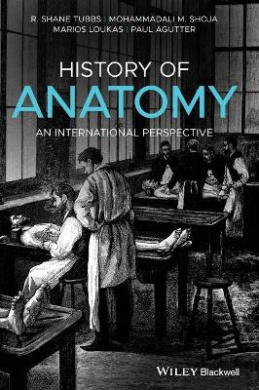 R. SHANE TUBBS | MOHAMMADALI M. SHOJA
MARIOS LOUKAS | PAUL AGUTTER
HISTORY OF
ANATOMY
AN INTERNATIONAL PERSPECTIVE
WILEY Blackwell